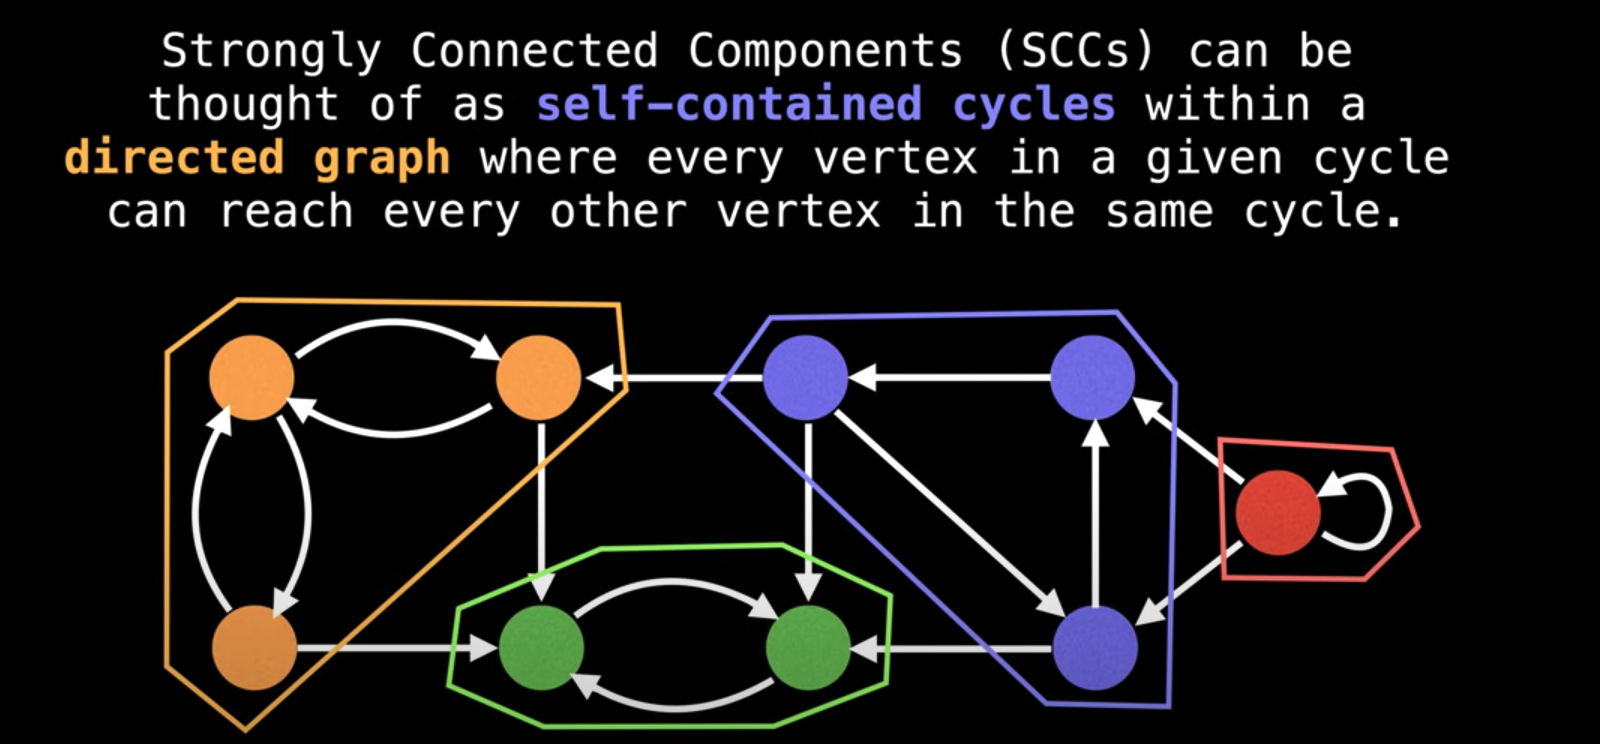 Strongly Connected Components (SCCs) can be
thought of as self-contained cycles within a
directed graph where every vertex in a given cycle
can reach every other vertex in the same cycle.